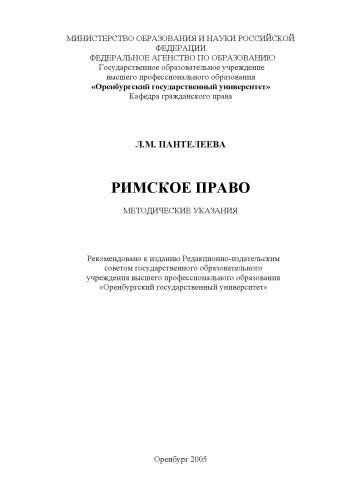 МИНИСТЕРСТВО ОБРАЗОВАНИЯ И НАУКИ РОССИЙСКОЙ
ФЕДЕРАЦИИ
ФЕДЕРАЛЬНОЕ АГЕНСТВО ПО ОБРАЗОВАНИЮ
Государственное образовательное учреждение
высшего профессионального образования
«Оренбургский государственный университет»
Кафедра гражданского права
Л.М. ПАНТЕЛЕЕВА
РИМСКОЕ ПРАВО
МЕТОДИЧЕСКИЕ УКАЗАНИЯ
Рекомендовано к изданию Редакционно-издательским
советом государственного образовательного
учреждения высшего профессионального образования
«Оренбургский государственный университет»
Оренбург 2005